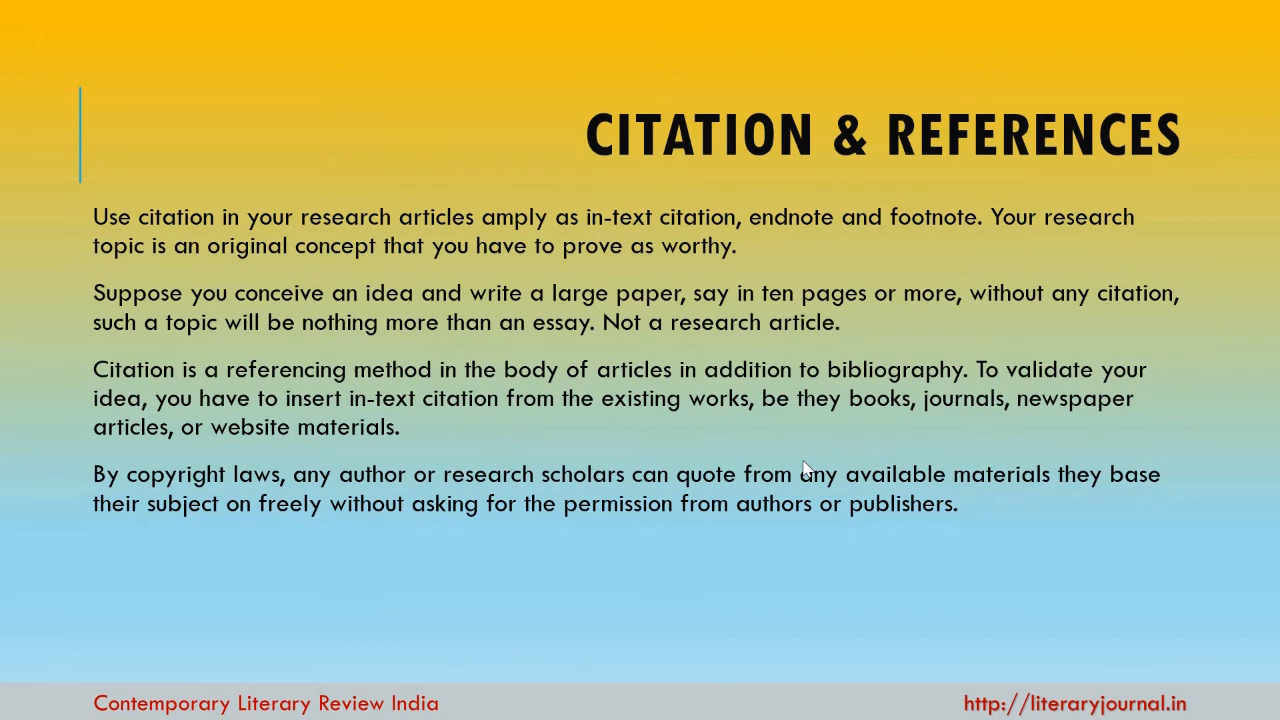 CITATION & REFERENCES
Use citation in your research articles amply as in-text citation, endnote and footnote. Your research
topic is an original concept that you have to prove as worthy.
Suppose you conceive an idea and write a large paper, say in ten pages or more, without any citation,
such a topic will be nothing more than an essay. Not a research article.
Citation is a referencing method in the body of articles in addition to bibliography. To validate your
idea, you have to insert in-text citation from the existing works, be they books, journals, newspaper
articles, or website materials.
By copyright laws, any author or research scholars can quote from any available materials they base
their subject on freely without asking for the permission from authors or publishers.
Contemporary Literary Review India
http://literaryjournal.in